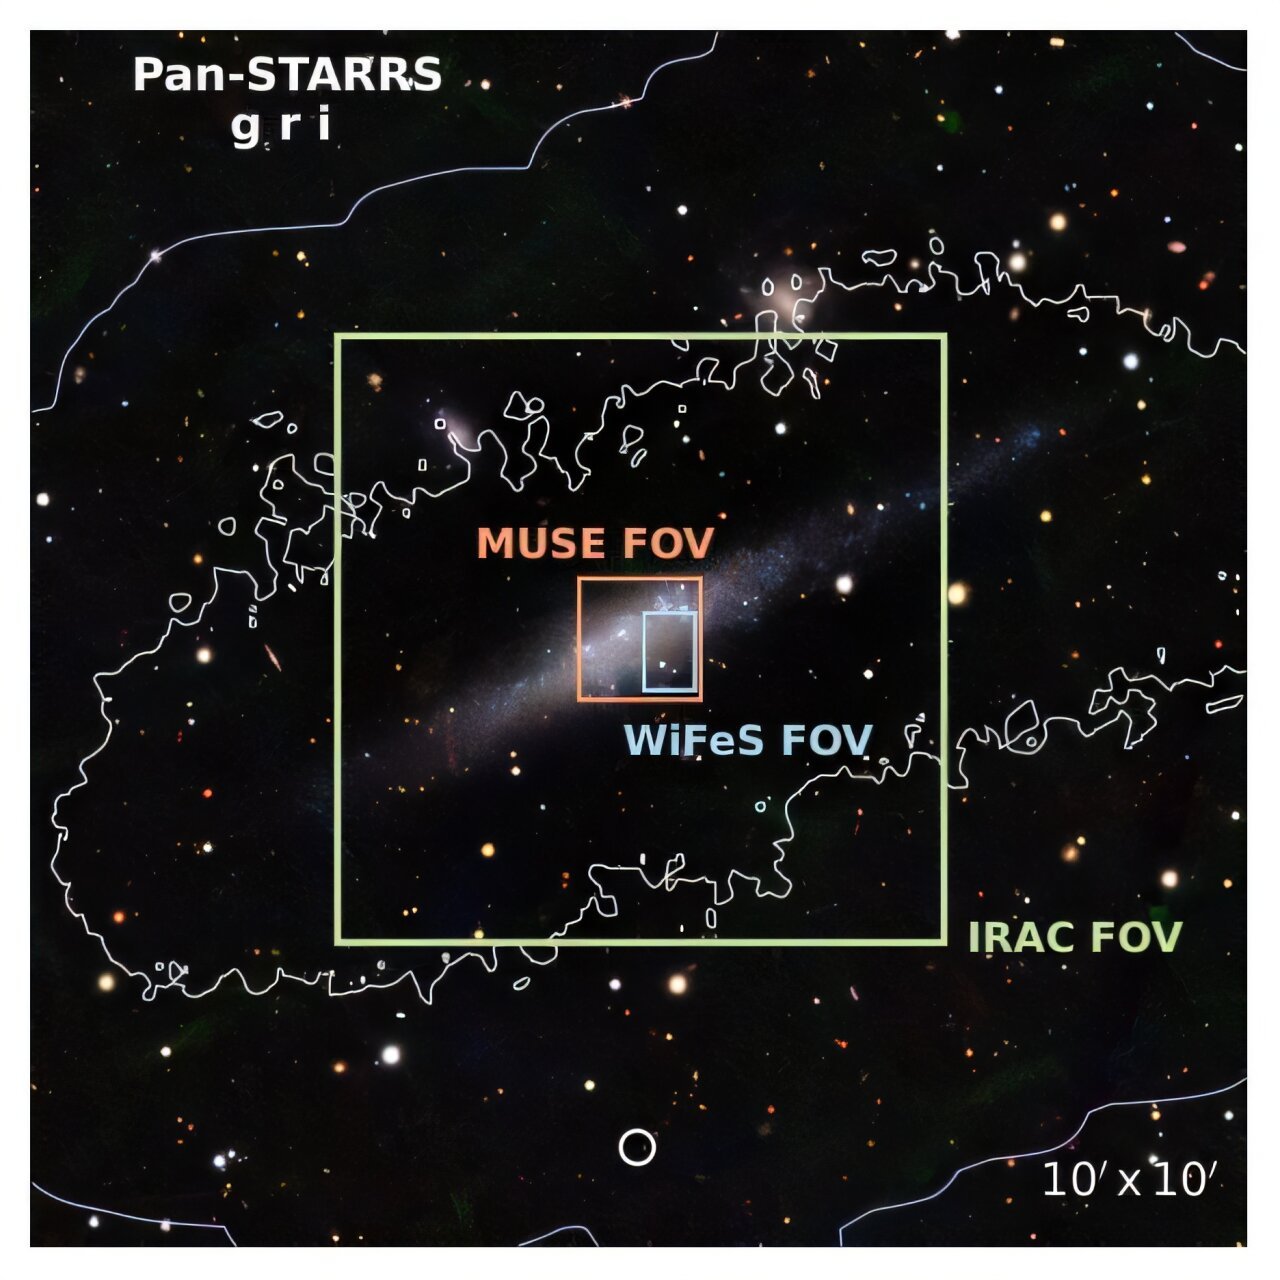 Pan-STARRS
g r i
MUSE FOV
WiFeS FOV
IRAC FOV
10′ x 10′